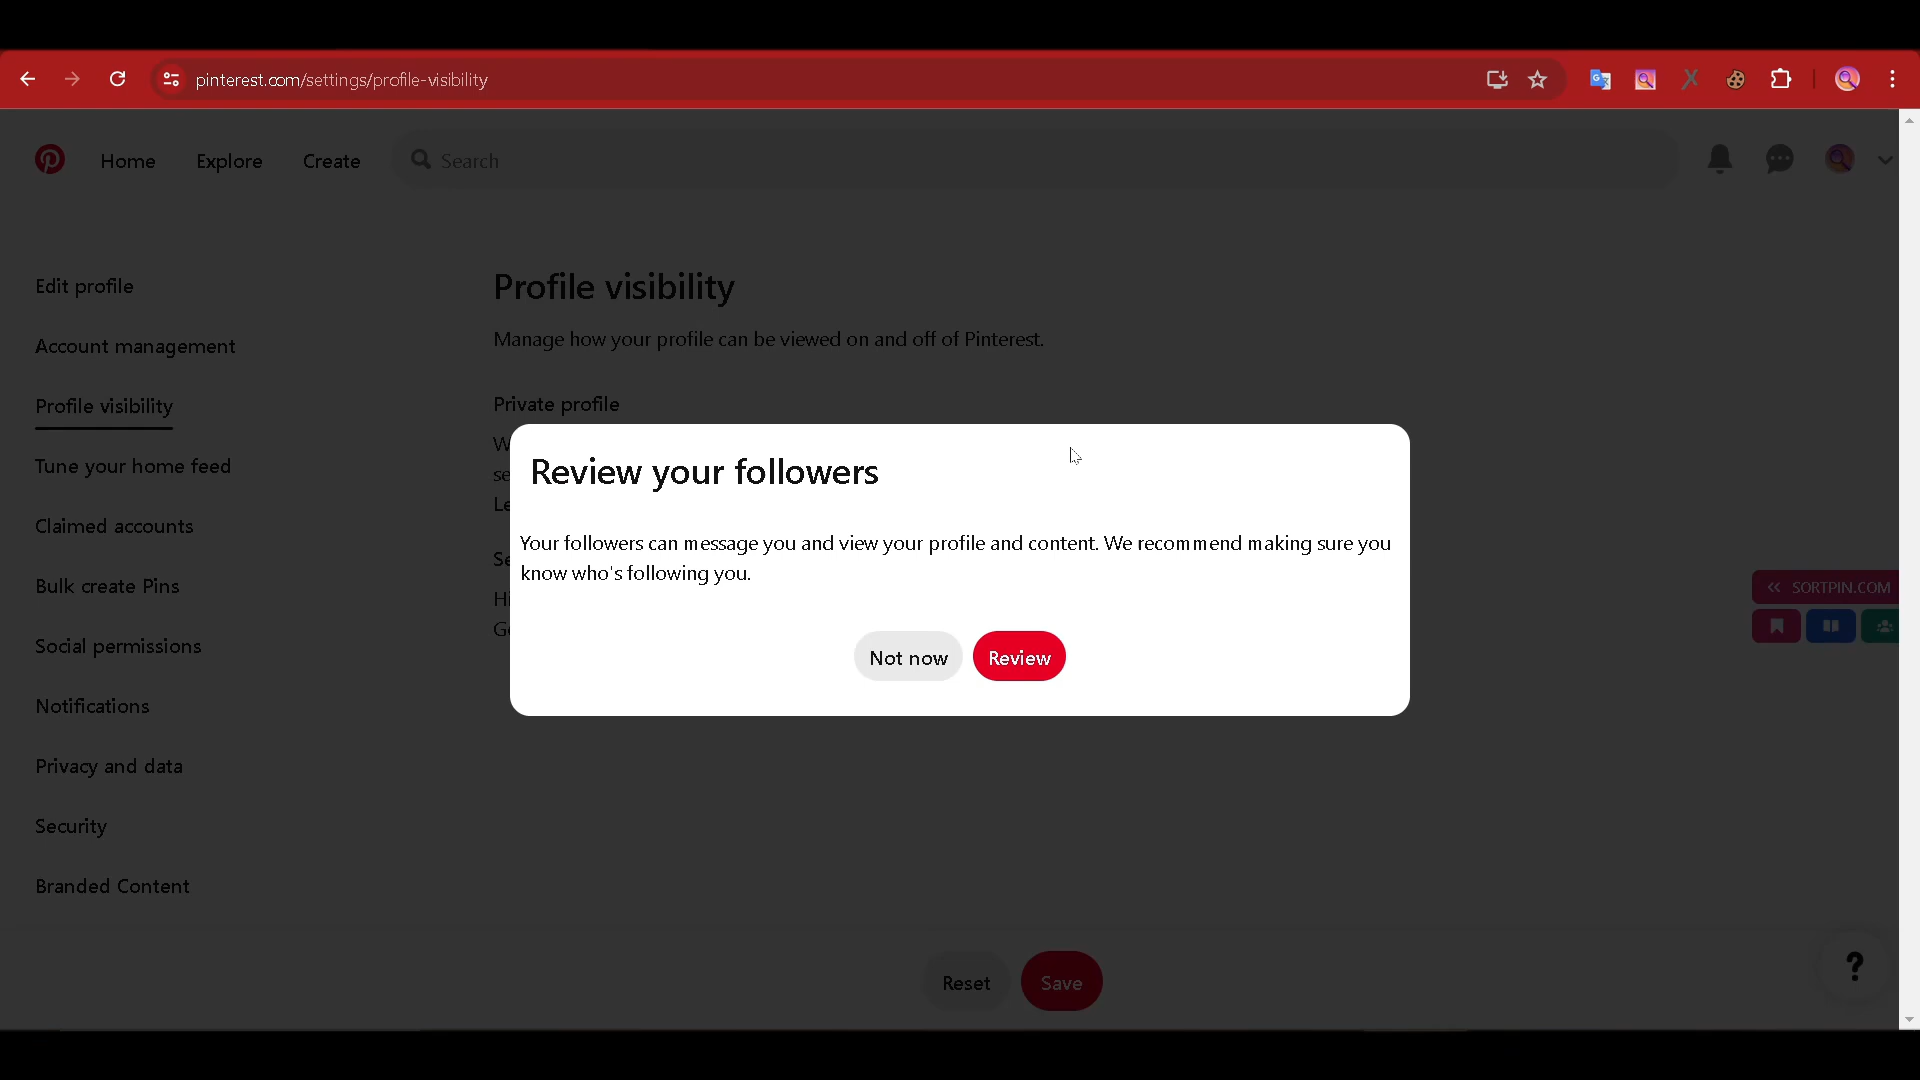 pinterest.com/settings/profile-visibility
Home
Explore
Create
Search
Edit profile
Account management
Profile visibility
Tune your home feed
Claimed accounts
Bulk create Pins
Social permissions
Notifications
Privacy and data
Security
Branded Content
Profile visibility
Manage how your profile can be viewed on and off of Pinterest.
Private profile
Review your followers
Your followers can message you and view your profile and content. We recommend making sure you
know who's following you.
Not now
Review
SORTPIN.COM
Reset
Save
?